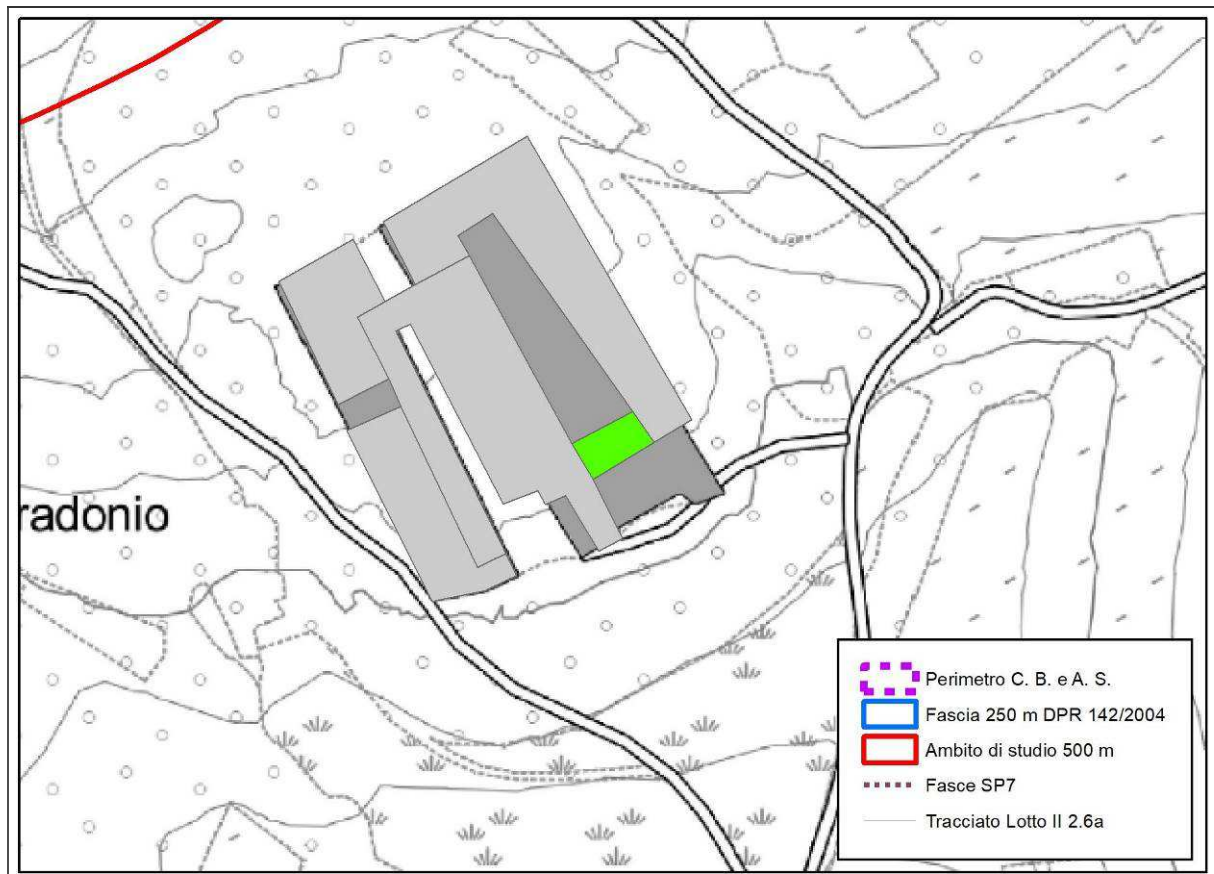 radonio
Perimetro C. B. e A. S.
Fascia 250 m DPR 142/2004
Ambito di studio 500 m
Fasce SP7
Tracciato Lotto II 2.6a